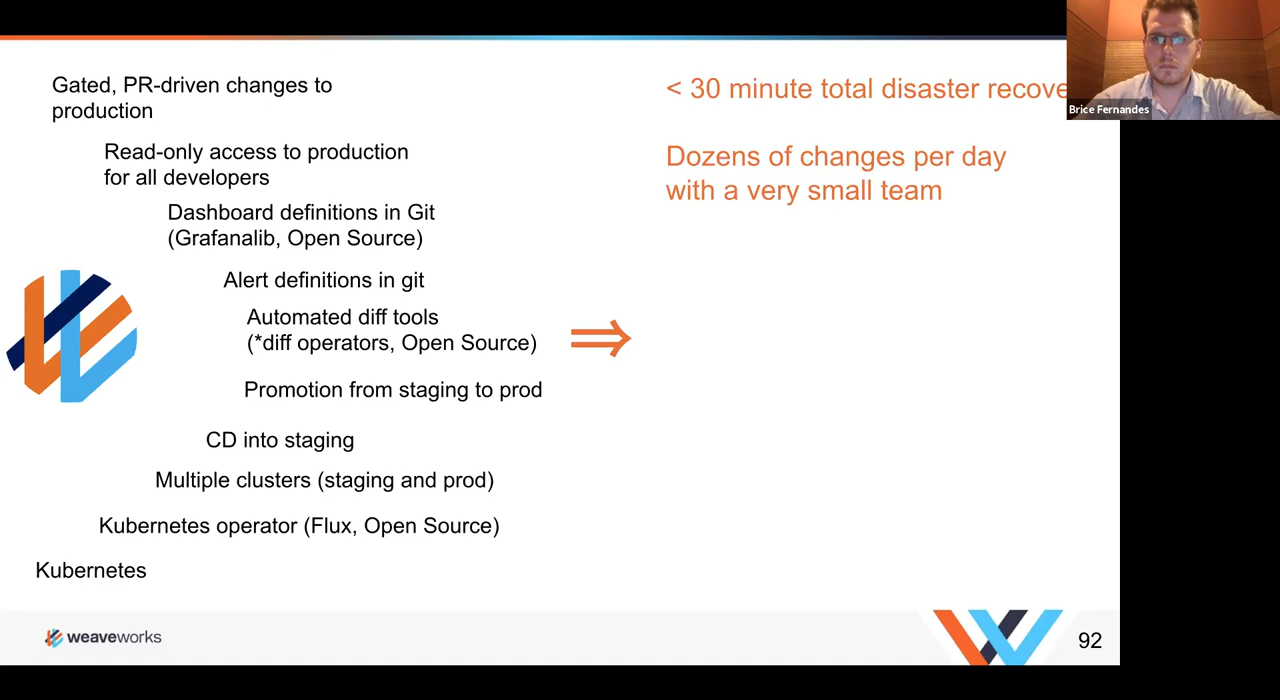 Gated, PR-driven changes to
production
Read-only access to production
for all developers
Dashboard definitions in Git
(Grafanalib, Open Source)
Alert definitions in git
Automated diff tools
(*diff operators, Open Source)
Promotion from staging to prod
CD into staging
Multiple clusters (staging and prod)
Kubernetes operator (Flux, Open Source)
Kubernetes
⇒
< 30 minute total disaster recove
Dozens of changes per day
with a very small team
Brice Fernandes
weaveworks
92